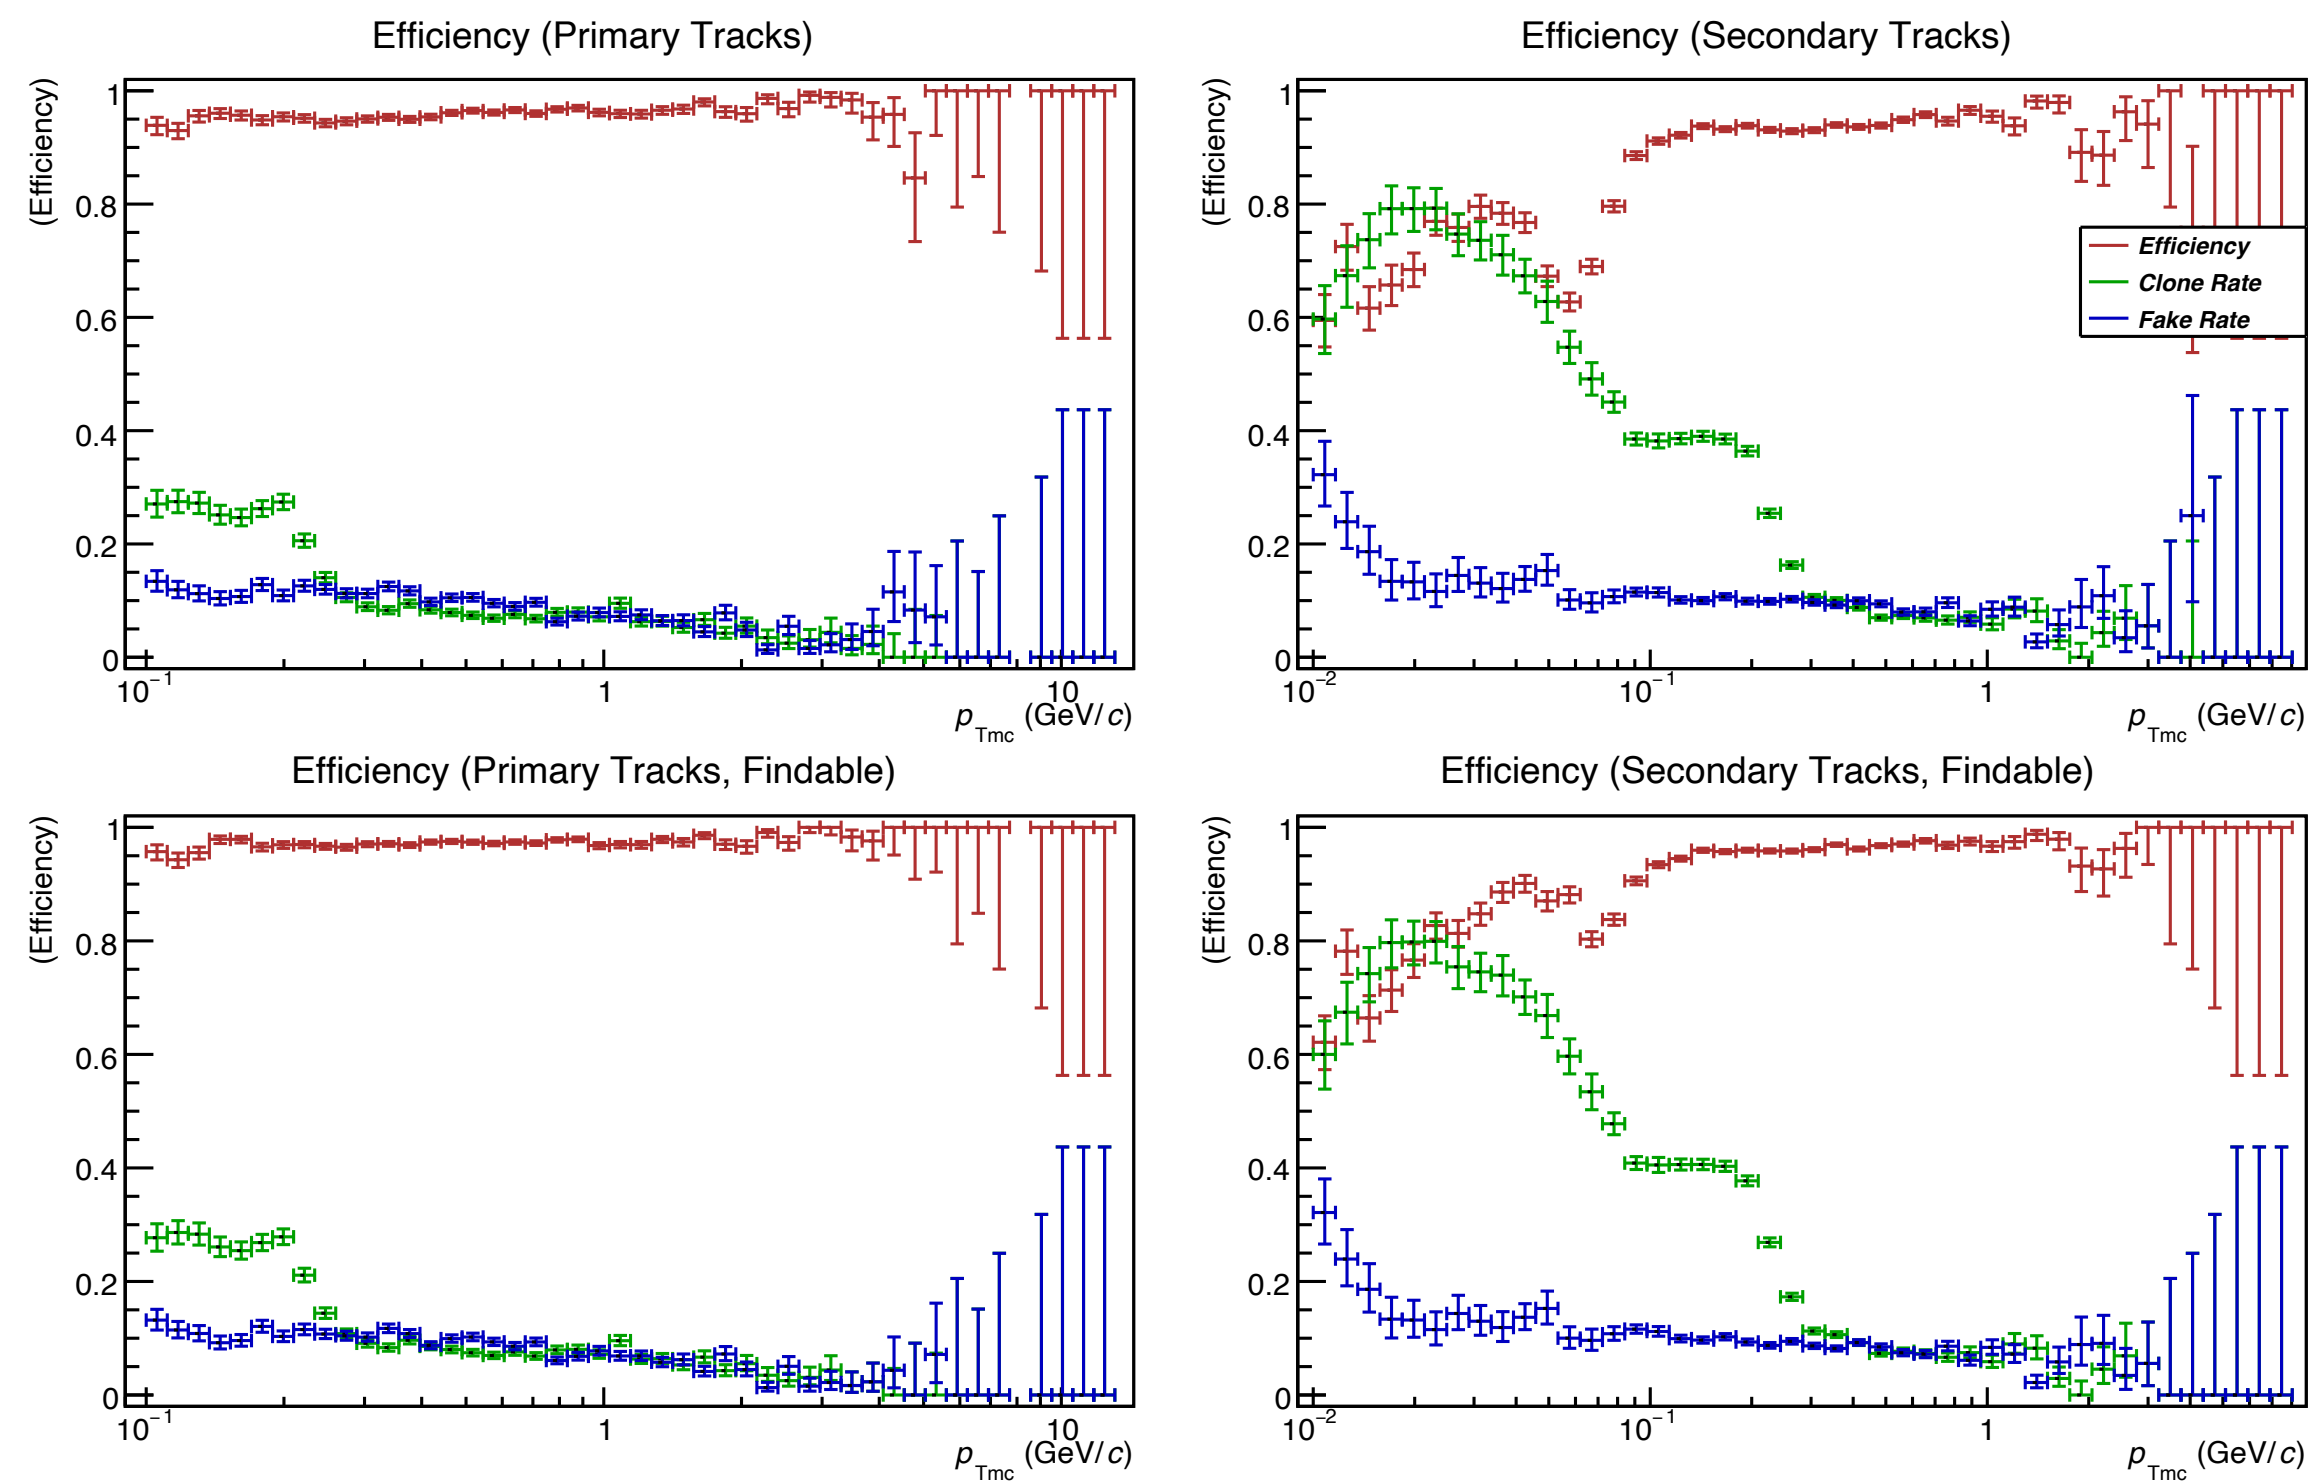 Efficiency (Primary Tracks)
(Efficiency)
1
0.8
0.6
0.4
0.2
0
10⁻¹
1
10
p_Tmc (GeV/c)
Efficiency (Secondary Tracks)
(Efficiency)
1
0.8
0.6
0.4
0.2
0
10⁻²
10⁻¹
1
p_Tmc (GeV/c)
Efficiency
Clone Rate
Fake Rate
Efficiency (Primary Tracks, Findable)
(Efficiency)
1
0.8
0.6
0.4
0.2
0
10⁻¹
1
10
p_Tmc (GeV/c)
Efficiency (Secondary Tracks, Findable)
(Efficiency)
1
0.8
0.6
0.4
0.2
0
10⁻²
10⁻¹
1
p_Tmc (GeV/c)